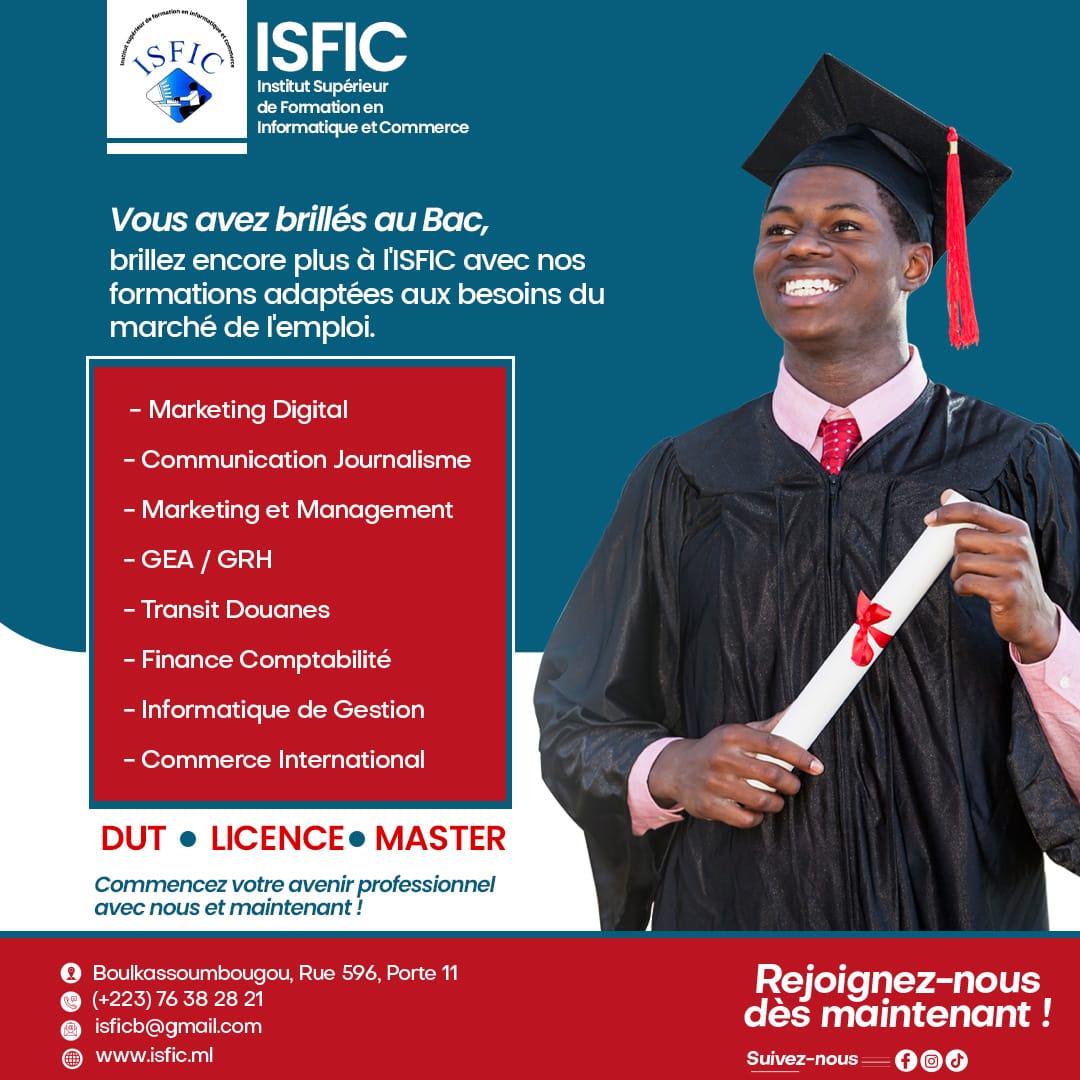 Institut supérieur de formation en informatique et commerce
ISFIC
ISFIC
Institut Supérieur
de Formation en
Informatique et Commerce
Vous avez brillés au Bac,
brillez encore plus à l'ISFIC avec nos
formations adaptées aux besoins du
marché de l'emploi.
- Marketing Digital
- Communication Journalisme
- Marketing et Management
- GEA / GRH
- Transit Douanes
- Finance Comptabilité
- Informatique de Gestion
- Commerce International
DUT • LICENCE • MASTER
Commencez votre avenir professionnel
avec nous et maintenant !
Boulkassoumbougou, Rue 596, Porte 11
(+223) 76 38 28 21
isficb@gmail.com
www.isfic.ml
Rejoignez-nous
dès maintenant !
Suivez-nous